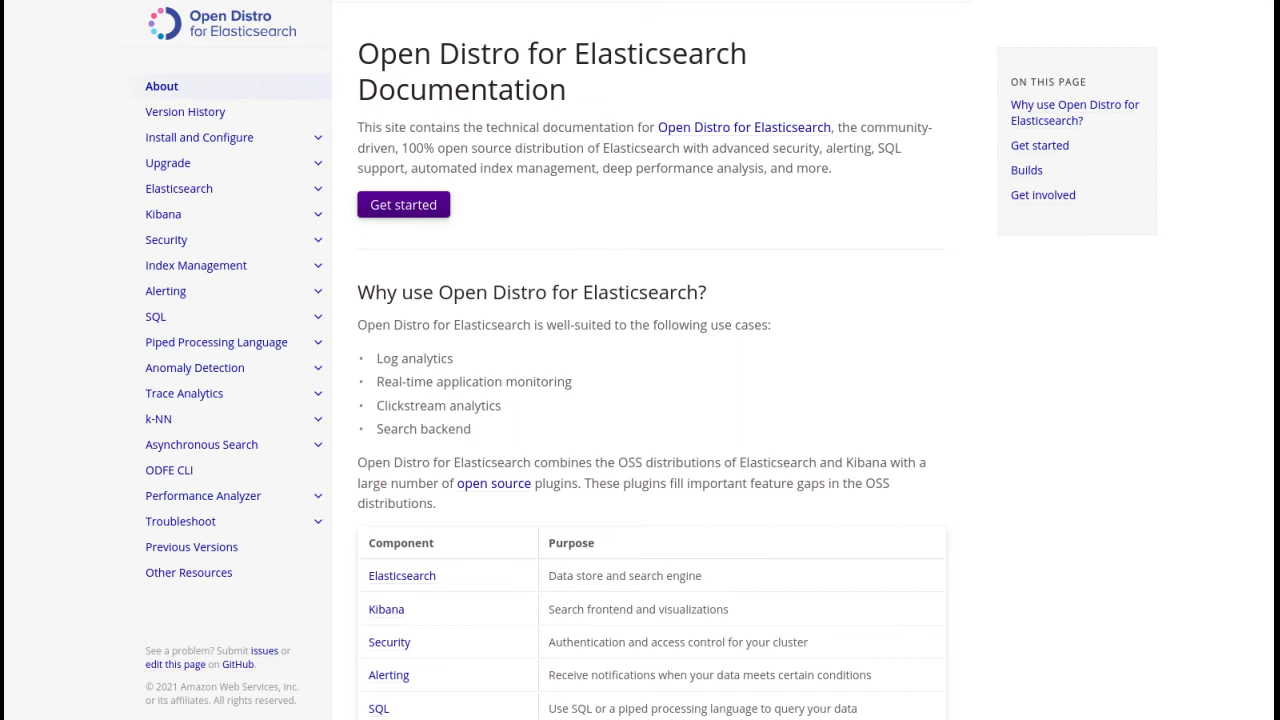 Open Distro
for Elasticsearch
About
Version History
Install and Configure
Upgrade
Elasticsearch
Kibana
Security
Index Management
Alerting
SQL
Piped Processing Language
Anomaly Detection
Trace Analytics
k-NN
Asynchronous Search
ODFE CLI
Performance Analyzer
Troubleshoot
Previous Versions
Other Resources
See a problem? Submit issues or
edit this page on GitHub.
© 2021 Amazon Web Services, Inc.
or its affiliates. All rights reserved.
Open Distro for Elasticsearch
Documentation
This site contains the technical documentation for Open Distro for Elasticsearch, the community-
driven, 100% open source distribution of Elasticsearch with advanced security, alerting, SQL
support, automated index management, deep performance analysis, and more.
Get started
Why use Open Distro for Elasticsearch?
Open Distro for Elasticsearch is well-suited to the following use cases:
• Log analytics
• Real-time application monitoring
• Clickstream analytics
• Search backend
Open Distro for Elasticsearch combines the OSS distributions of Elasticsearch and Kibana with a
large number of open source plugins. These plugins fill important feature gaps in the OSS
distributions.
Component Purpose
Elasticsearch Data store and search engine
Kibana Search frontend and visualizations
Security Authentication and access control for your cluster
Alerting Receive notifications when your data meets certain conditions
SQL Use SQL or a piped processing language to query your data
ON THIS PAGE
Why use Open Distro for
Elasticsearch?
Get started
Builds
Get involved